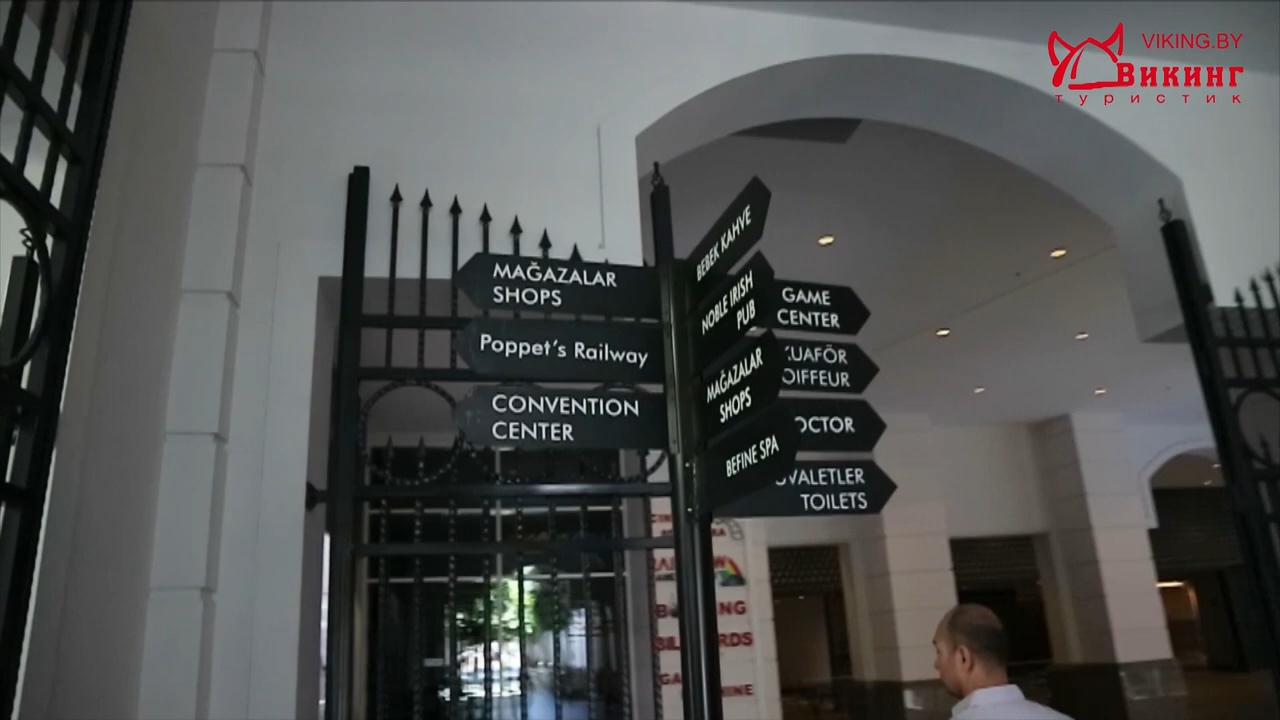 VIKING.BY
Викинг
туристик
MAĞAZALAR
SHOPS
Poppet's Railway
CONVENTION
CENTER
BEBEK KAHVE
NOBLE IRISH
PUB
MAĞAZALAR
SHOPS
BEFINE SPA
GAME
CENTER
TOILETS